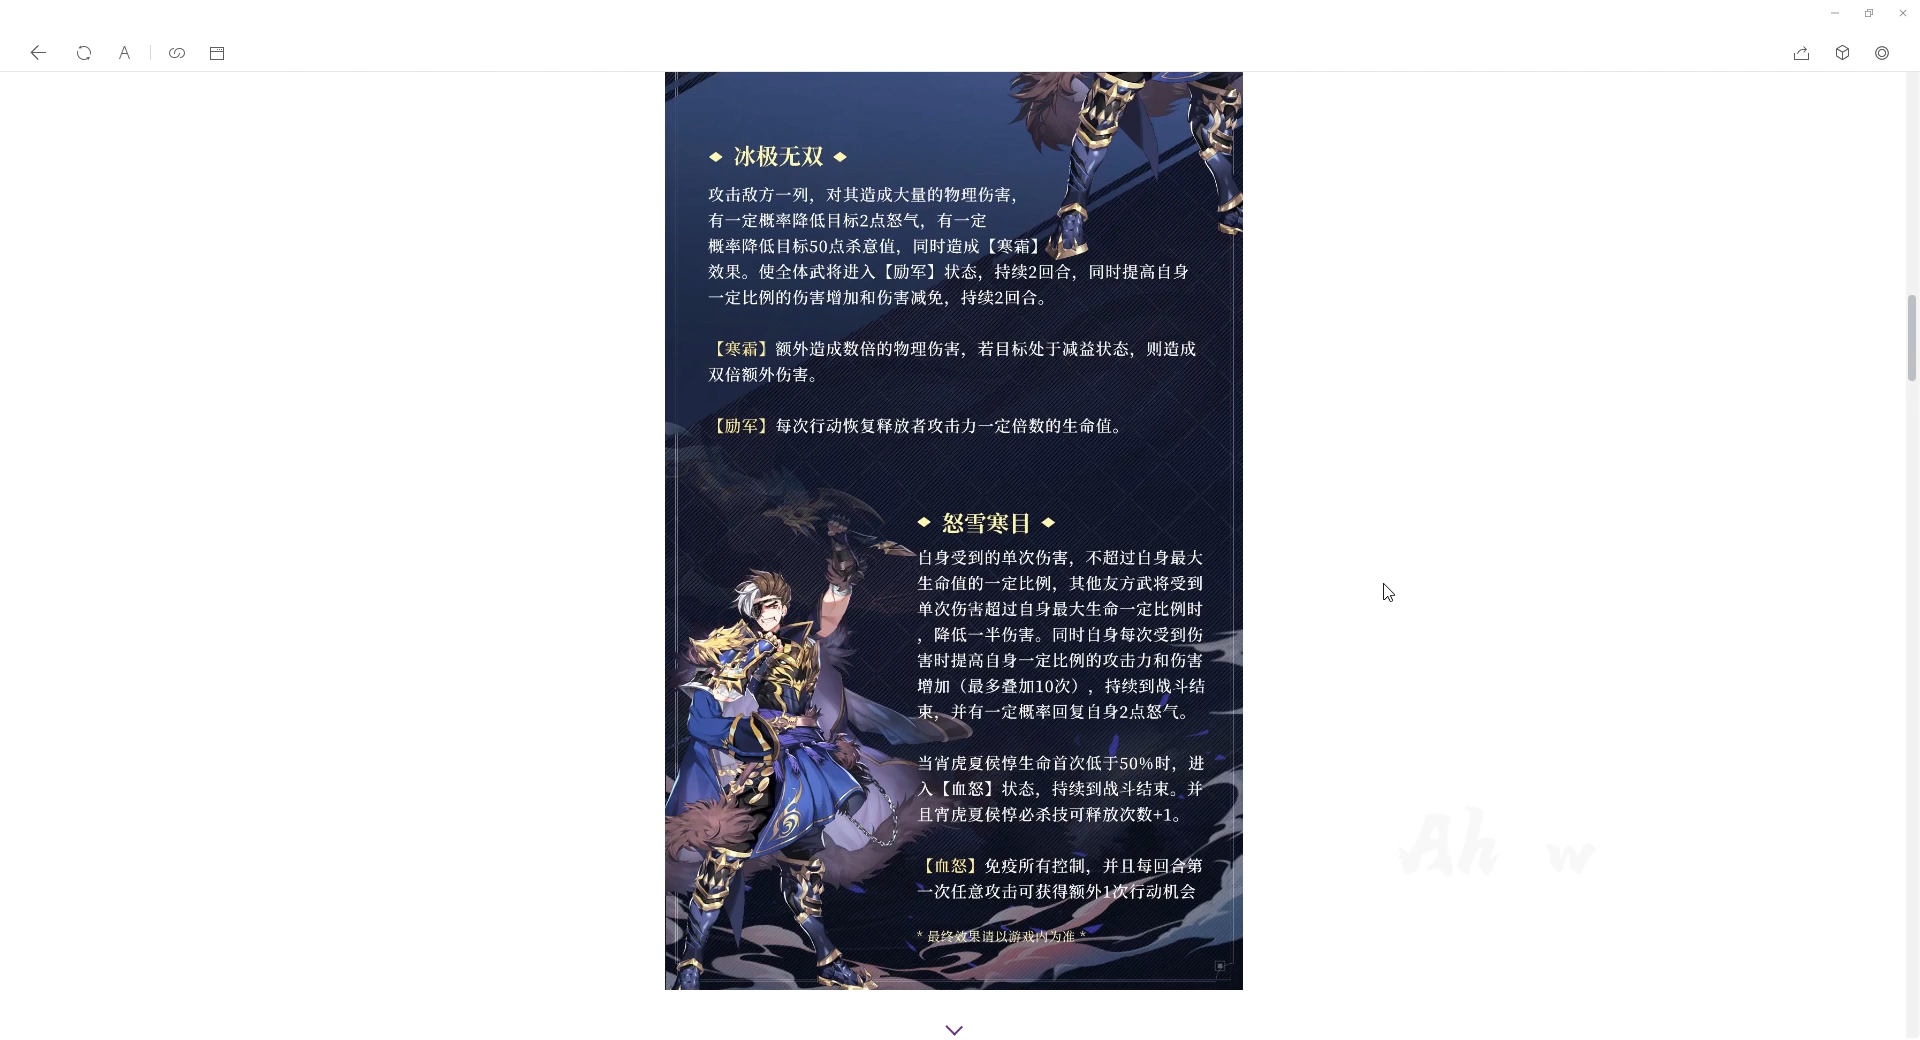 A
冰极无双
攻击敌方一列，对其造成大量的物理伤害，
有一定概率降低目标2点怒气，有一定
概率降低目标50点杀意值，同时造成【寒霜】
效果。使全体武将进入【励军】状态，持续2回合，同时提高自身
一定比例的伤害增加和伤害减免，持续2回合。
【寒霜】额外造成数倍的物理伤害，若目标处于减益状态，则造成
双倍额外伤害。
【励军】每次行动恢复释放者攻击力一定倍数的生命值。
怒雪寒目
自身受到的单次伤害，不超过自身最大
生命值的一定比例，其他友方武将受到
单次伤害超过自身最大生命一定比例时
，降低一半伤害。同时自身每次受到伤
害时提高自身一定比例的攻击力和伤害
增加（最多叠加10次），持续到战斗结
束，并有一定概率回复自身2点怒气。
当宵虎夏侯惇生命首次低于50%时，进
入【血怒】状态，持续到战斗结束。并
且宵虎夏侯惇必杀技可释放次数+1。
【血怒】免疫所有控制，并且每回合第
一次任意攻击可获得额外1次行动机会
* 最终效果请以游戏内为准 *
Ah w